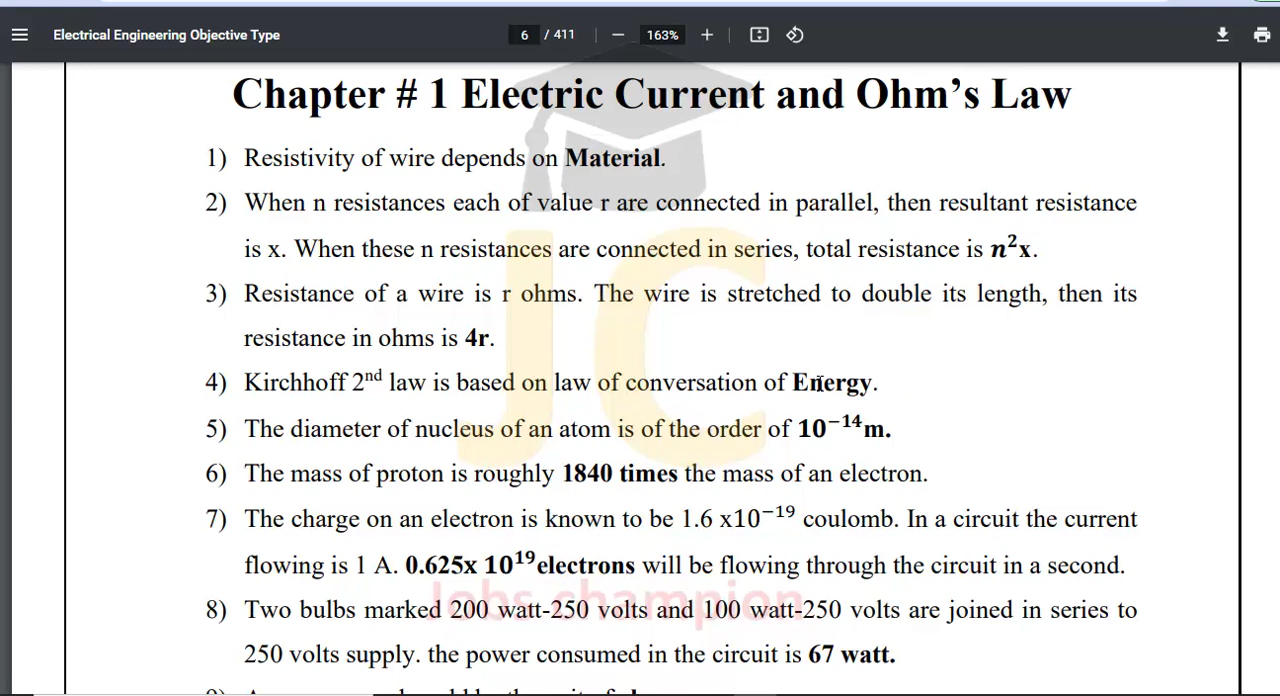 Electrical Engineering Objective Type
6 / 411
163%
Chapter # 1 Electric Current and Ohm’s Law
1) Resistivity of wire depends on Material.
2) When n resistances each of value r are connected in parallel, then resultant resistance
is x. When these n resistances are connected in series, total resistance is n²x.
3) Resistance of a wire is r ohms. The wire is stretched to double its length, then its
resistance in ohms is 4r.
4) Kirchhoff 2nd law is based on law of conversation of Energy.
5) The diameter of nucleus of an atom is of the order of 10⁻¹⁴m.
6) The mass of proton is roughly 1840 times the mass of an electron.
7) The charge on an electron is known to be 1.6 x10⁻¹⁹ coulomb. In a circuit the current
flowing is 1 A. 0.625x 10¹⁹electrons will be flowing through the circuit in a second.
8) Two bulbs marked 200 watt-250 volts and 100 watt-250 volts are joined in series to
250 volts supply. the power consumed in the circuit is 67 watt.
JC
Jobs champion